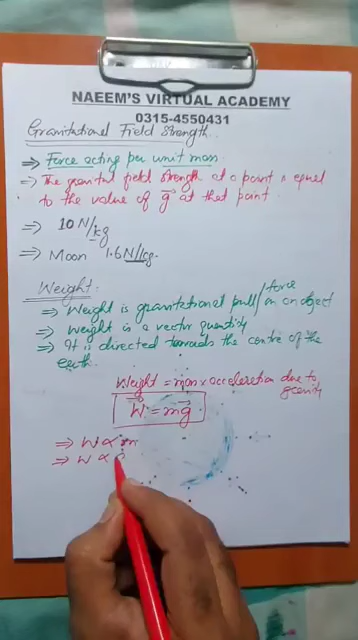 NAEEM'S VIRTUAL ACADEMY
0315-4550431
Gravitational Field Strength.
⇒ Force acting per unit mass
⇒ The gravital field strength at a point is equal
to the value of g⃗ at that point.
⇒ 10 N/kg
⇒ Moon 1.6 N/kg.
Weight:
⇒ Weight is gravitational pull/force on an object
⇒ Weight is a vector quantity
⇒ It is directed towards the centre of the
earth.
Weight = mass × acceleration due to
gravity
W⃗ = mg⃗
⇒ W ∝ m
⇒ W ∝